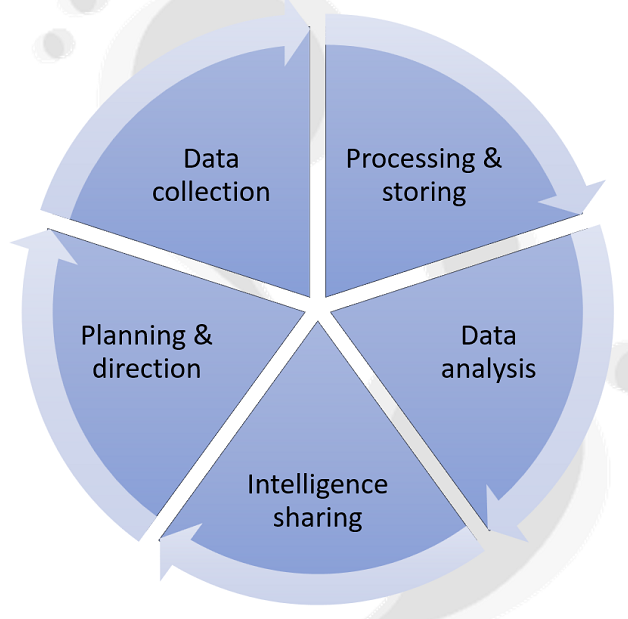 Data
collection
Processing &
storing
Planning &
direction
Data
analysis
Intelligence
sharing